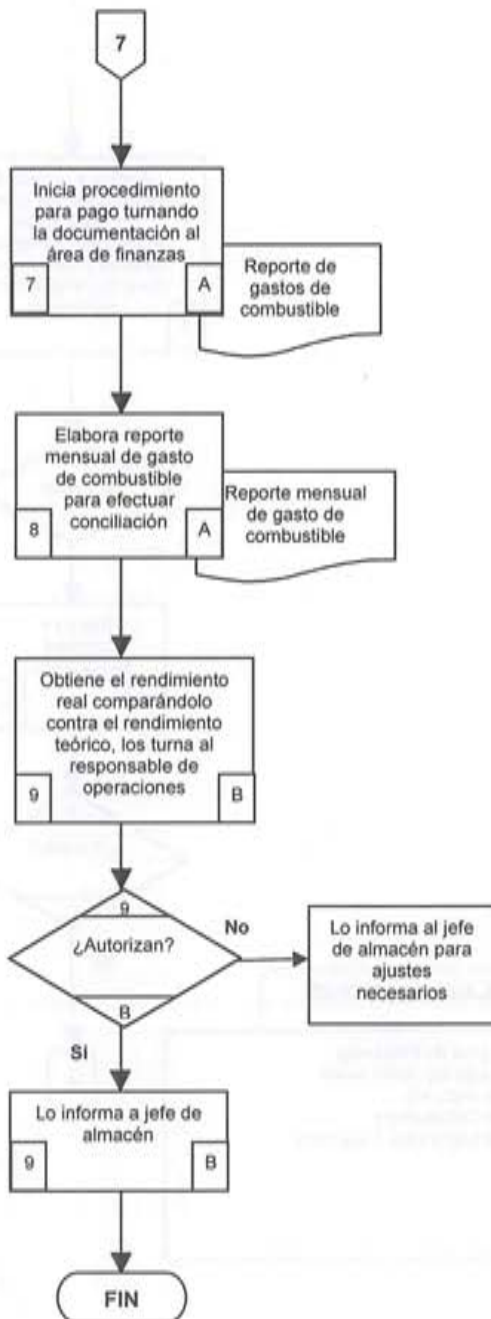 7
Inicia procedimiento
para pago turnando
la documentación al
área de finanzas
7
A
Reporte de
gastos de
combustible
Elabora reporte
mensual de gasto
de combustible
para efectuar
conciliación
8
A
Reporte mensual
de gasto de
combustible
Obtiene el rendimiento
real comparándolo
contra el rendimiento
teórico, los turna al
responsable de
operaciones
9
B
9
¿Autorizan?
B
No
Lo informa al jefe
de almacén para
ajustes
necesarios
Si
Lo informa a jefe de
almacén
9
B
FIN